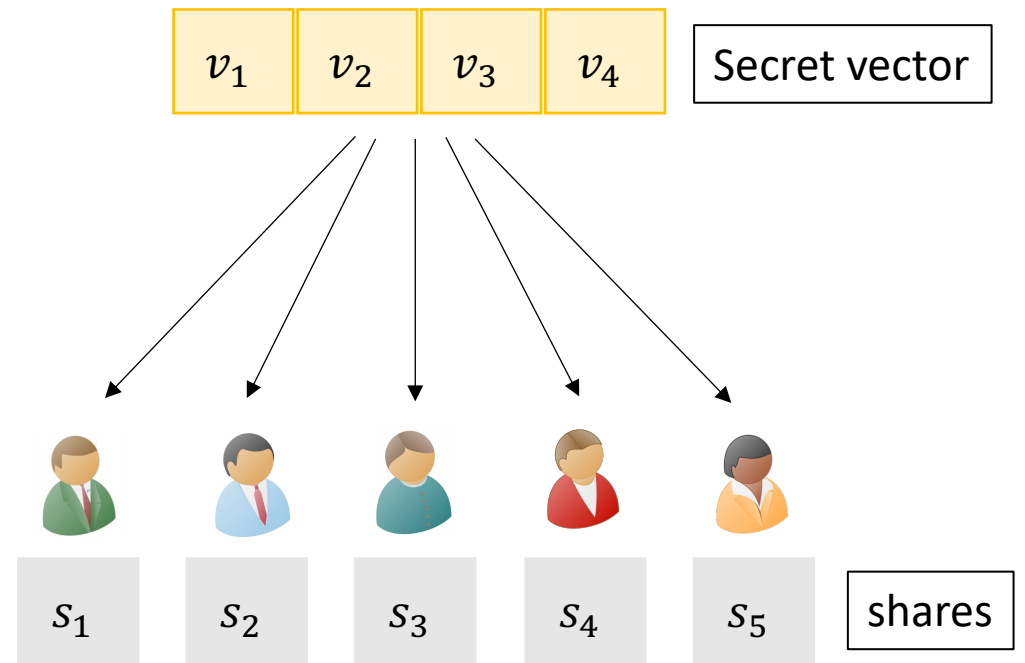 v₁ v₂ v₃ v₄ Secret vector
s₁ s₂ s₃ s₄ s₅ shares